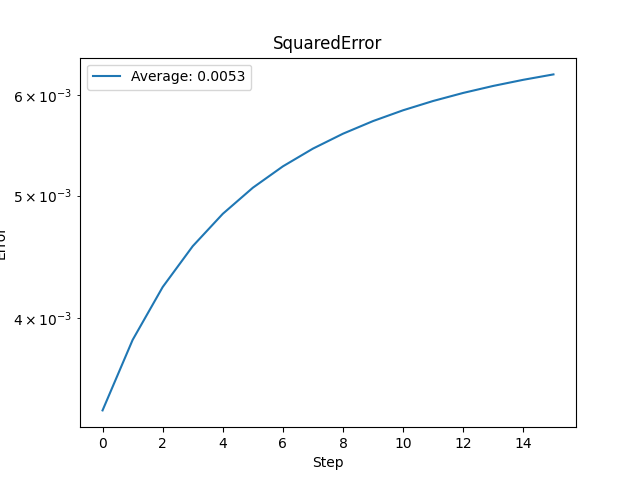 SquaredError
Average: 0.0053
6 × 10⁻³
5 × 10⁻³
4 × 10⁻³
Error
0 2 4 6 8 10 12 14
Step